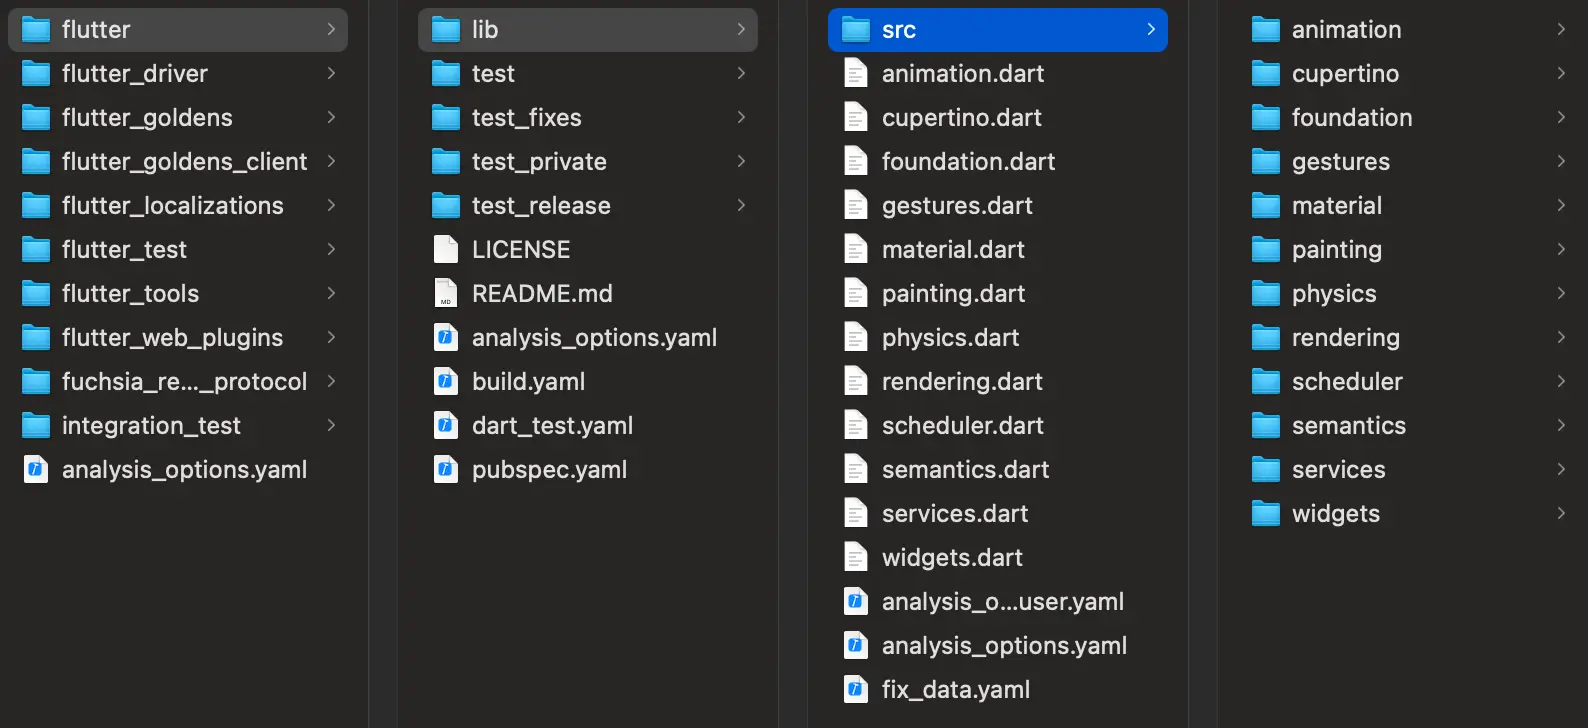 flutter
flutter_driver
flutter_goldens
flutter_goldens_client
flutter_localizations
flutter_test
flutter_tools
flutter_web_plugins
fuchsia_re..._protocol
integration_test
analysis_options.yaml
lib
test
test_fixes
test_private
test_release
LICENSE
MD
README.md
analysis_options.yaml
build.yaml
dart_test.yaml
pubspec.yaml
src
animation.dart
cupertino.dart
foundation.dart
gestures.dart
material.dart
painting.dart
physics.dart
rendering.dart
scheduler.dart
semantics.dart
services.dart
widgets.dart
analysis_o...user.yaml
analysis_options.yaml
fix_data.yaml
animation
cupertino
foundation
gestures
material
painting
physics
rendering
scheduler
semantics
services
widgets